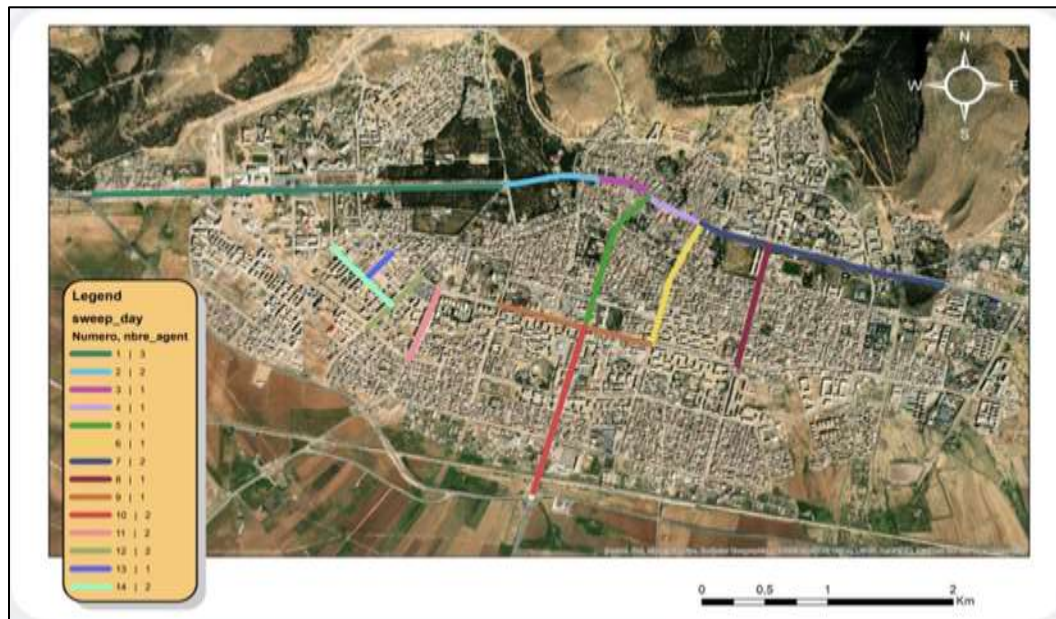 N
W E
S
Legend
sweep_day
Numero, nbre_agent
1 | 3
2 | 2
3 | 1
4 | 1
5 | 1
6 | 1
7 | 2
8 | 1
9 | 1
10 | 2
11 | 2
12 | 2
13 | 1
14 | 2
0 0,5 1 2
Km